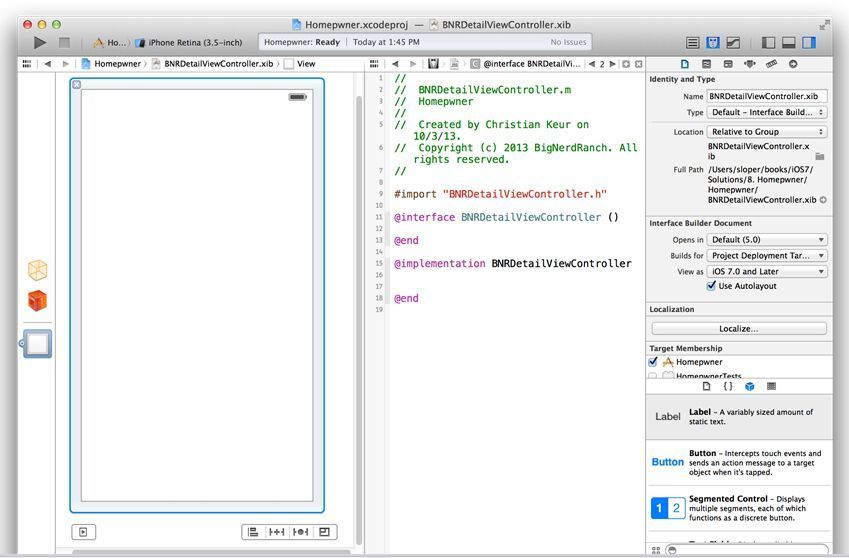 Homepwner.xcodeproj — BNRDetailViewController.xib
Ho...〉 iPhone Retina (3.5-inch)
Homepwner: Ready | Today at 1:45 PM
No Issues
Homepwner 〉 BNRDetailViewController.xib 〉 View
@interface BNRDetailVi...
2
1 //
2 //  BNRDetailViewController.m
3 //  Homepwner
4 //
5 //  Created by Christian Keur on
10/3/13.
6 //  Copyright (c) 2013 BigNerdRanch. All
rights reserved.
7 //
8
9 #import "BNRDetailViewController.h"
10
11 @interface BNRDetailViewController ()
12
13 @end
14
15 @implementation BNRDetailViewController
16
17
18 @end
19
Identity and Type
Name BNRDetailViewController.xib
Type Default - Interface Build...
Location Relative to Group
BNRDetailViewController.x
ib
Full Path /Users/sloper/books/iOS7/
Solutions/8. Homepwner/
Homepwner/
BNRDetailViewController.xib
Interface Builder Document
Opens in Default (5.0)
Builds for Project Deployment Tar...
View as iOS 7.0 and Later
Use Autolayout
Localization
Localize...
Target Membership
Homepwner
HomepwnerTests
{ }
Label
Label – A variably sized amount of
static text.
Button
Button – Intercepts touch events and
sends an action message to a target
object when it's tapped.
1 2
Segmented Control – Displays
multiple segments, each of which
functions as a discrete button.